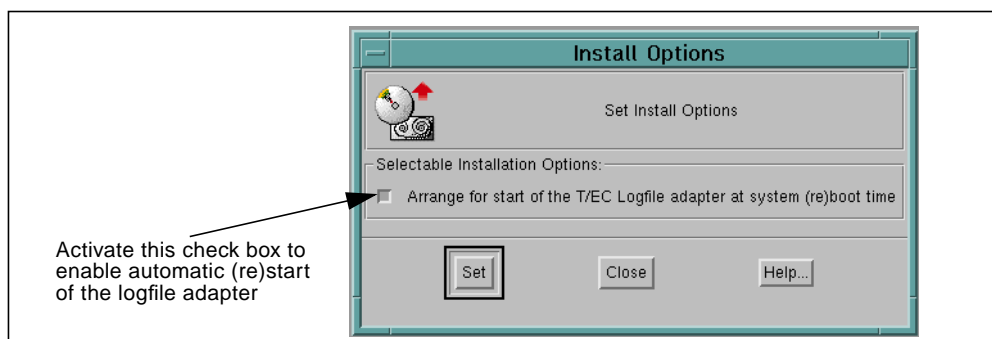 Install Options
Set Install Options
Selectable Installation Options:
Arrange for start of the T/EC Logfile adapter at system (re)boot time
Activate this check box to
enable automatic (re)start
of the logfile adapter
Set
Close
Help...